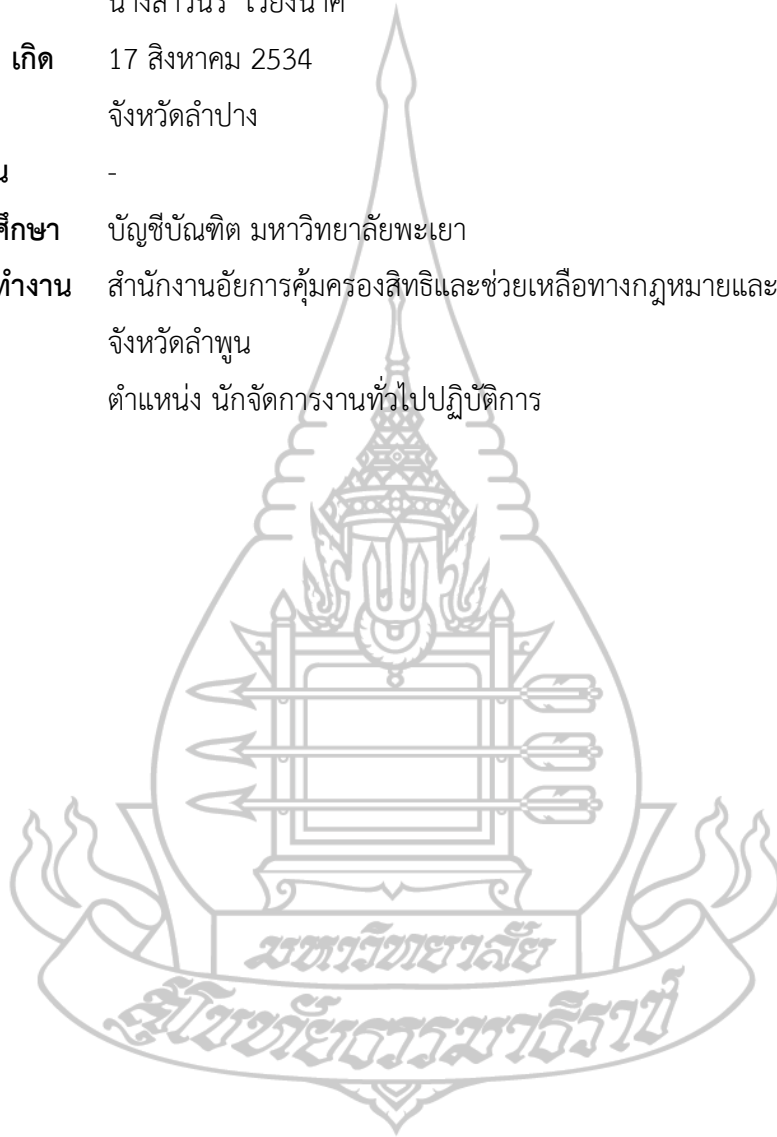 เกิด 17 สิงหาคม 2534
จังหวัดลำปาง
-
บัญชีบัณฑิต มหาวิทยาลัยพะเยา
สำนักงานอัยการคุ้มครองสิทธิและช่วยเหลือทางกฎหมายและ
จังหวัดลำพูน
ตำแหน่ง นักจัดการงานทั่วไปปฏิบัติการ
มหาวิทยาลัย
สุโขทัยธรรมาธิราช